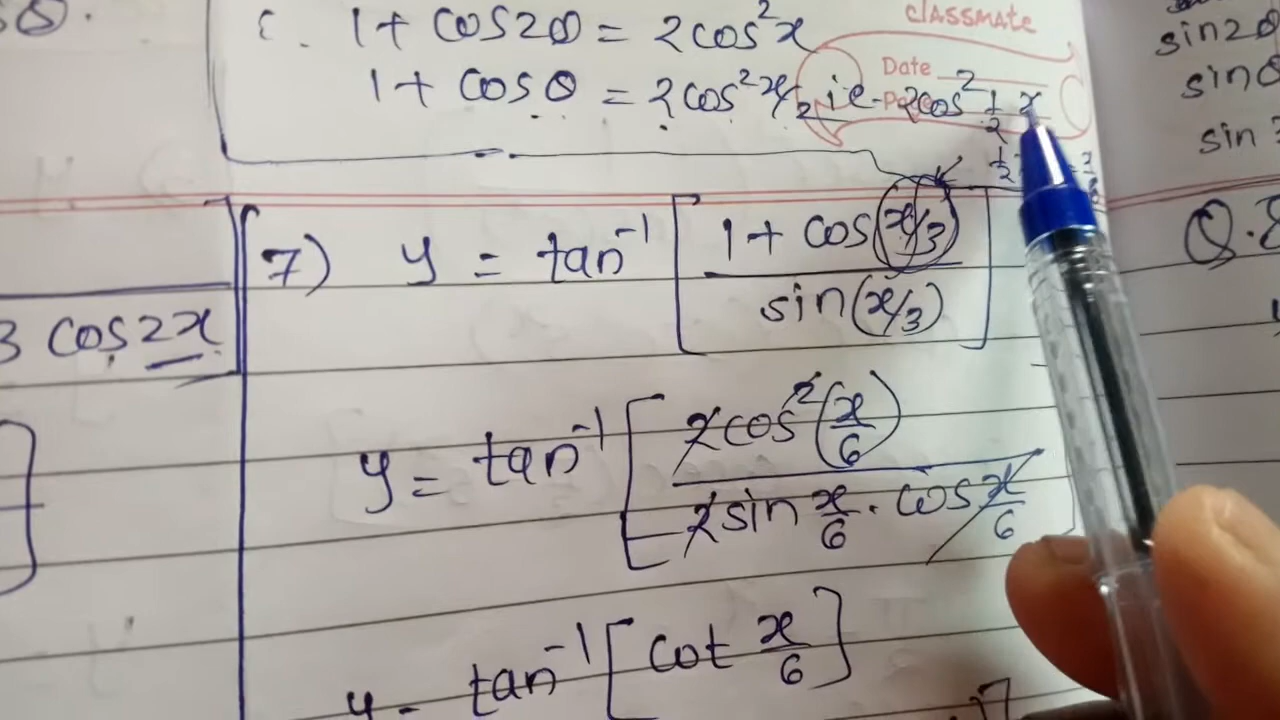 θ.
c. 1 + cos2θ = 2cos²x
classmate
Date
1 + cosθ = 2cos² x/2 i.e. 2cos² 1/2 x
sin2θ
sinθ
sin
7) y = tan⁻¹ [ 1 + cos(x/3) / sin(x/3) ]
Q.
3 cos2x
y = tan⁻¹ [ 2cos²(x/6) / 2sin x/6 · cos x/6 ]
y = tan⁻¹ [ cot x/6 ]